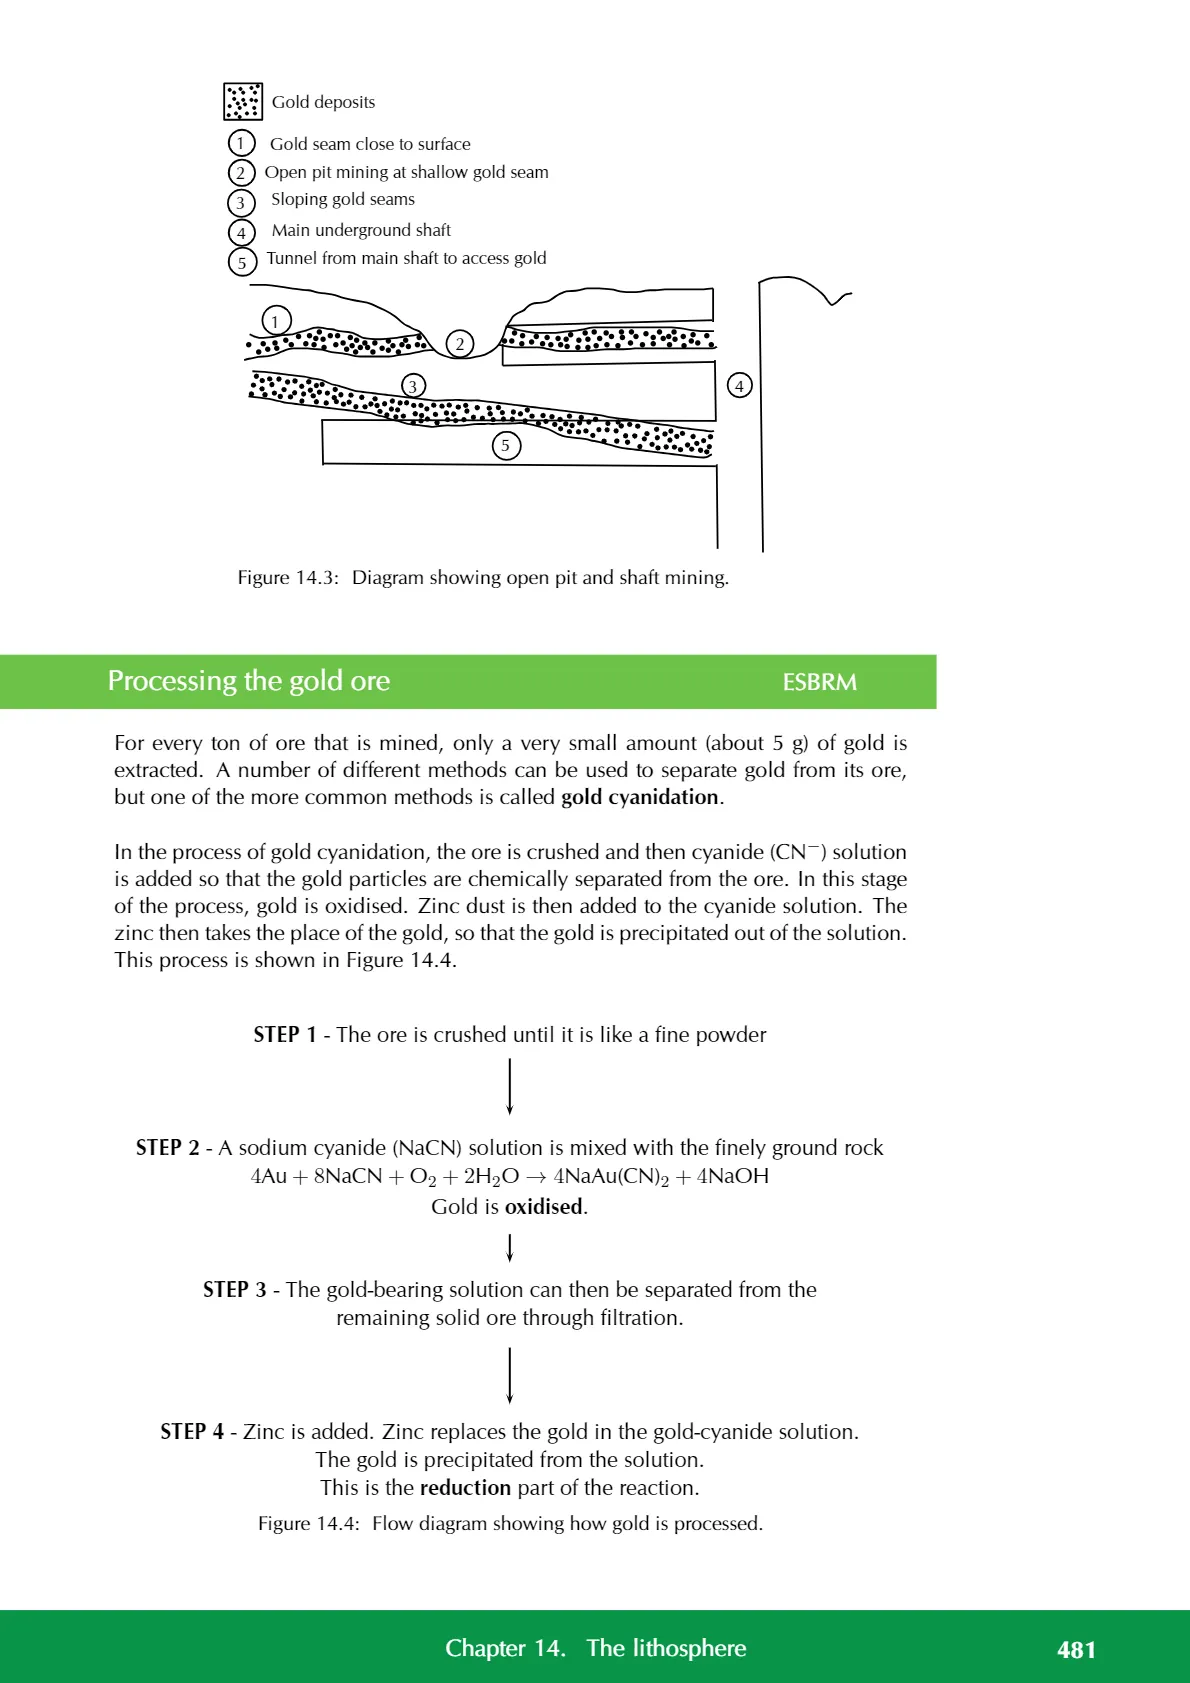 Gold deposits
1 Gold seam close to surface
2 Open pit mining at shallow gold seam
3 Sloping gold seams
4 Main underground shaft
5 Tunnel from main shaft to access gold
1
2
3
4
5
Figure 14.3: Diagram showing open pit and shaft mining.
Processing the gold ore ESBRM
For every ton of ore that is mined, only a very small amount (about 5 g) of gold is
extracted. A number of different methods can be used to separate gold from its ore,
but one of the more common methods is called gold cyanidation.
In the process of gold cyanidation, the ore is crushed and then cyanide (CN⁻) solution
is added so that the gold particles are chemically separated from the ore. In this stage
of the process, gold is oxidised. Zinc dust is then added to the cyanide solution. The
zinc then takes the place of the gold, so that the gold is precipitated out of the solution.
This process is shown in Figure 14.4.
STEP 1 - The ore is crushed until it is like a fine powder
STEP 2 - A sodium cyanide (NaCN) solution is mixed with the finely ground rock
4Au + 8NaCN + O₂ + 2H₂O → 4NaAu(CN)₂ + 4NaOH
Gold is oxidised.
STEP 3 - The gold-bearing solution can then be separated from the
remaining solid ore through filtration.
STEP 4 - Zinc is added. Zinc replaces the gold in the gold-cyanide solution.
The gold is precipitated from the solution.
This is the reduction part of the reaction.
Figure 14.4: Flow diagram showing how gold is processed.
Chapter 14. The lithosphere 481